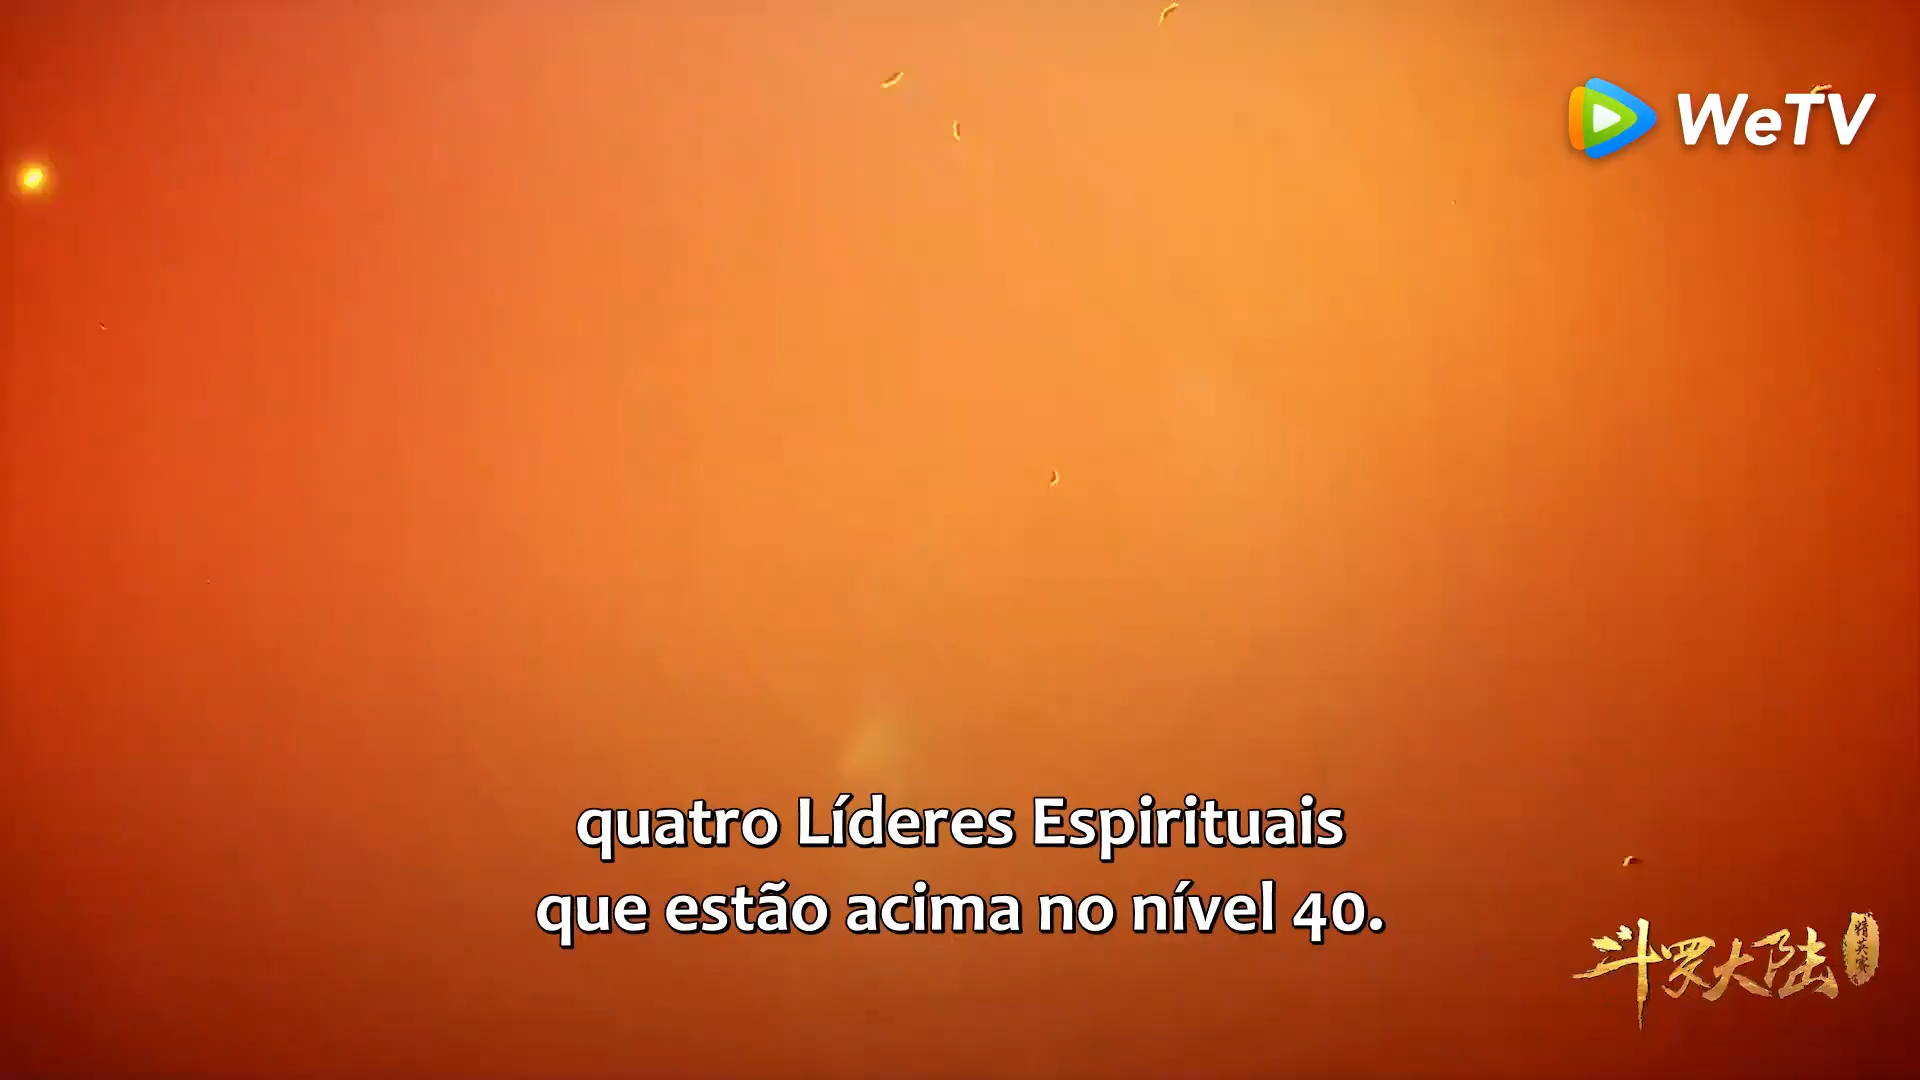 WeTV
quatro Líderes Espirituais
que estão acima no nível 40.
斗罗大陆